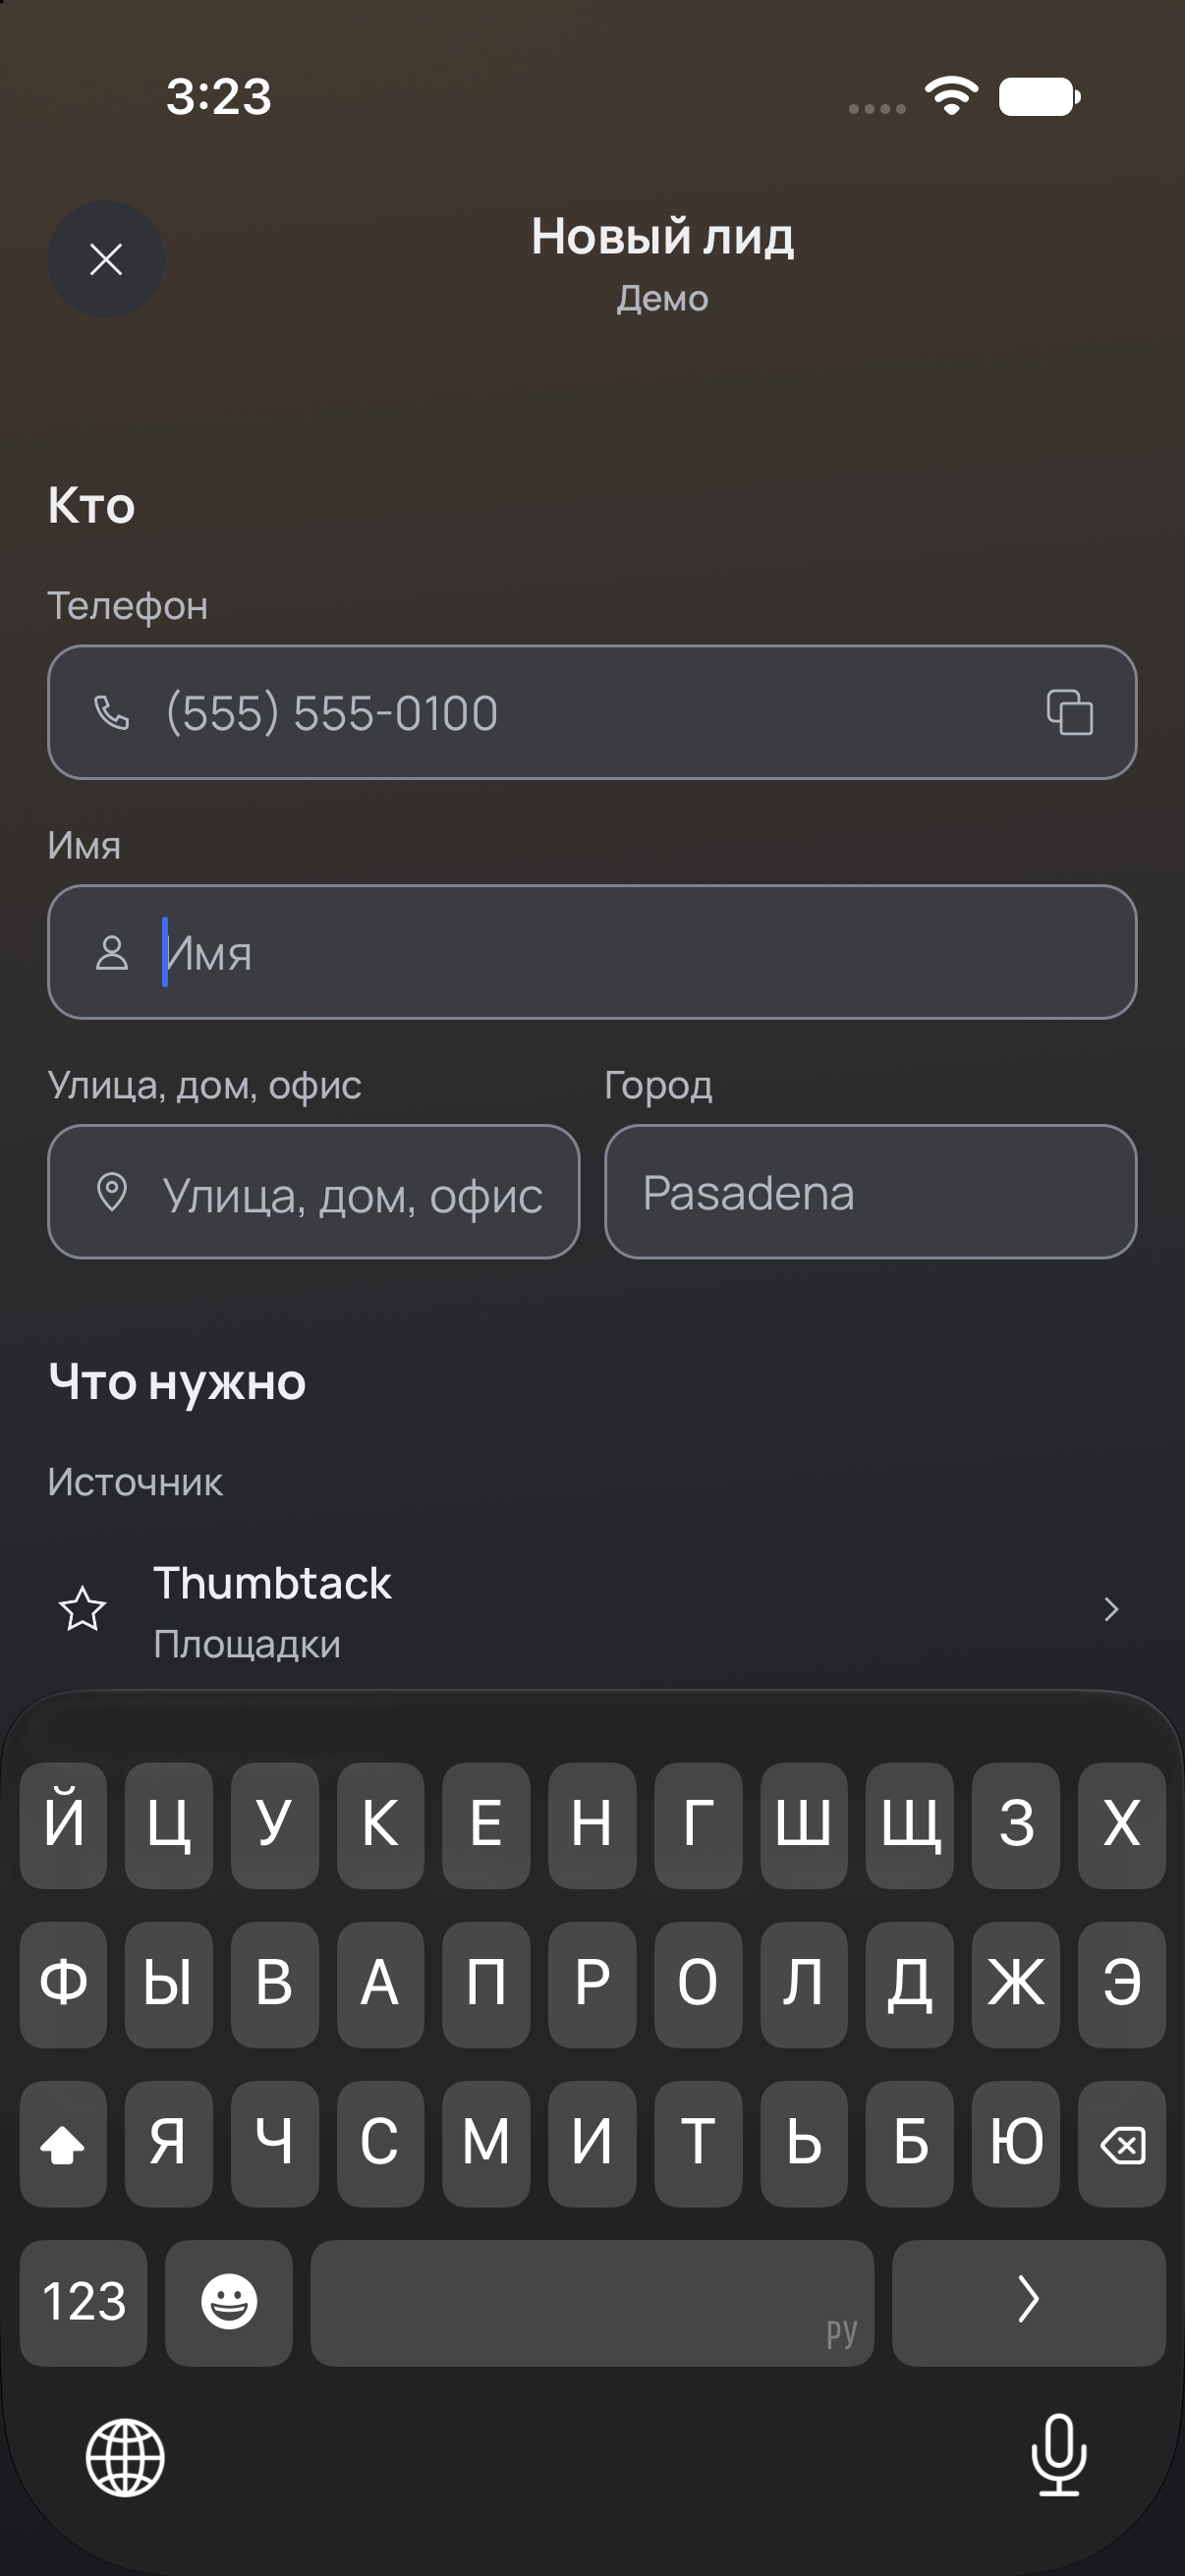 3:23
Новый лид
Демо
Кто
Телефон
(555) 555-0100
Имя
Имя
Улица, дом, офис Город
Улица, дом, офис Pasadena
Что нужно
Источник
Thumbtack
Площадки
Й Ц У К Е Н Г Ш Щ З Х
Ф Ы В А П Р О Л Д Ж Э
Я Ч С М И Т Ь Б Ю
123 РУ